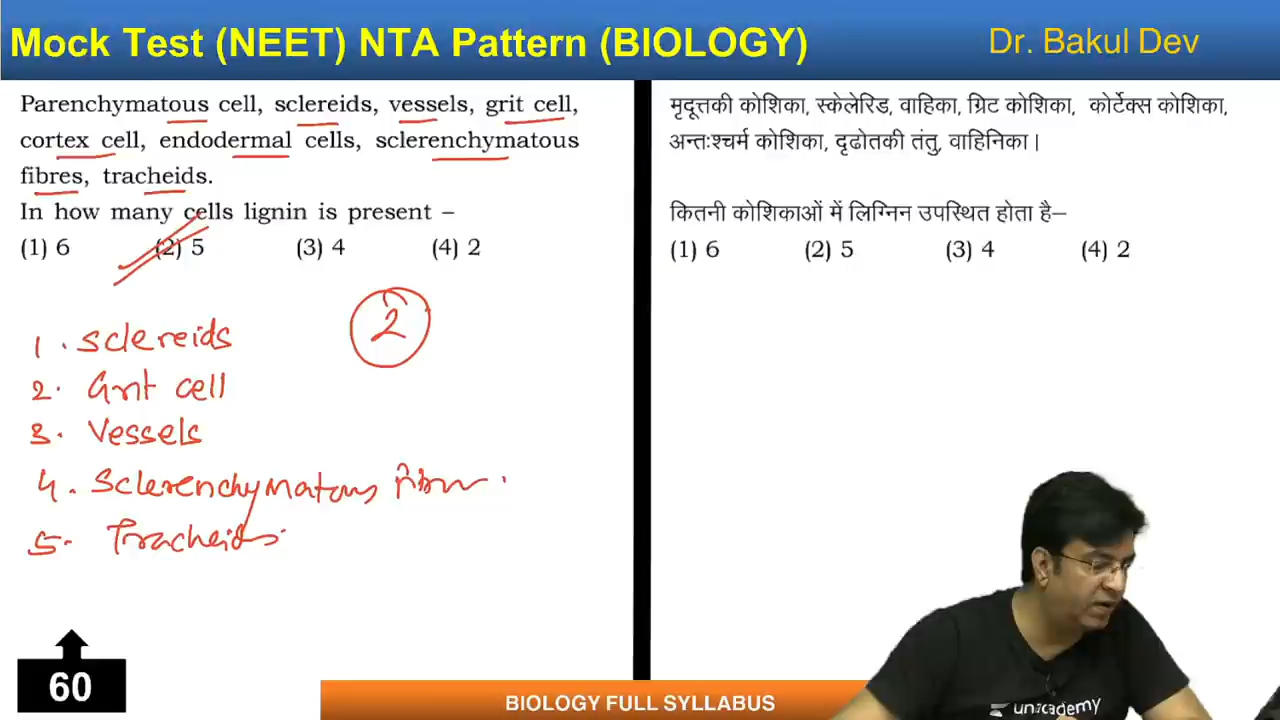 Mock Test (NEET) NTA Pattern (BIOLOGY)
Dr. Bakul Dev
Parenchymatous cell, sclereids, vessels, grit cell,
cortex cell, endodermal cells, sclerenchymatous
fibres, tracheids.
In how many cells lignin is present –
(1) 6 (2) 5 (3) 4 (4) 2
1. Sclereids
2. Grit cell
3. Vessels
4. Sclerenchymatous fibre
5. Tracheids
2
मृदूत्तकी कोशिका, स्केलेरिड, वाहिका, ग्रिट कोशिका, कोर्टेक्स कोशिका,
अन्तःश्चर्म कोशिका, दृढोतकी तंतु, वाहिनिका।
कितनी कोशिकाओं में लिग्निन उपस्थित होता है–
(1) 6 (2) 5 (3) 4 (4) 2
60
BIOLOGY FULL SYLLABUS
unacademy